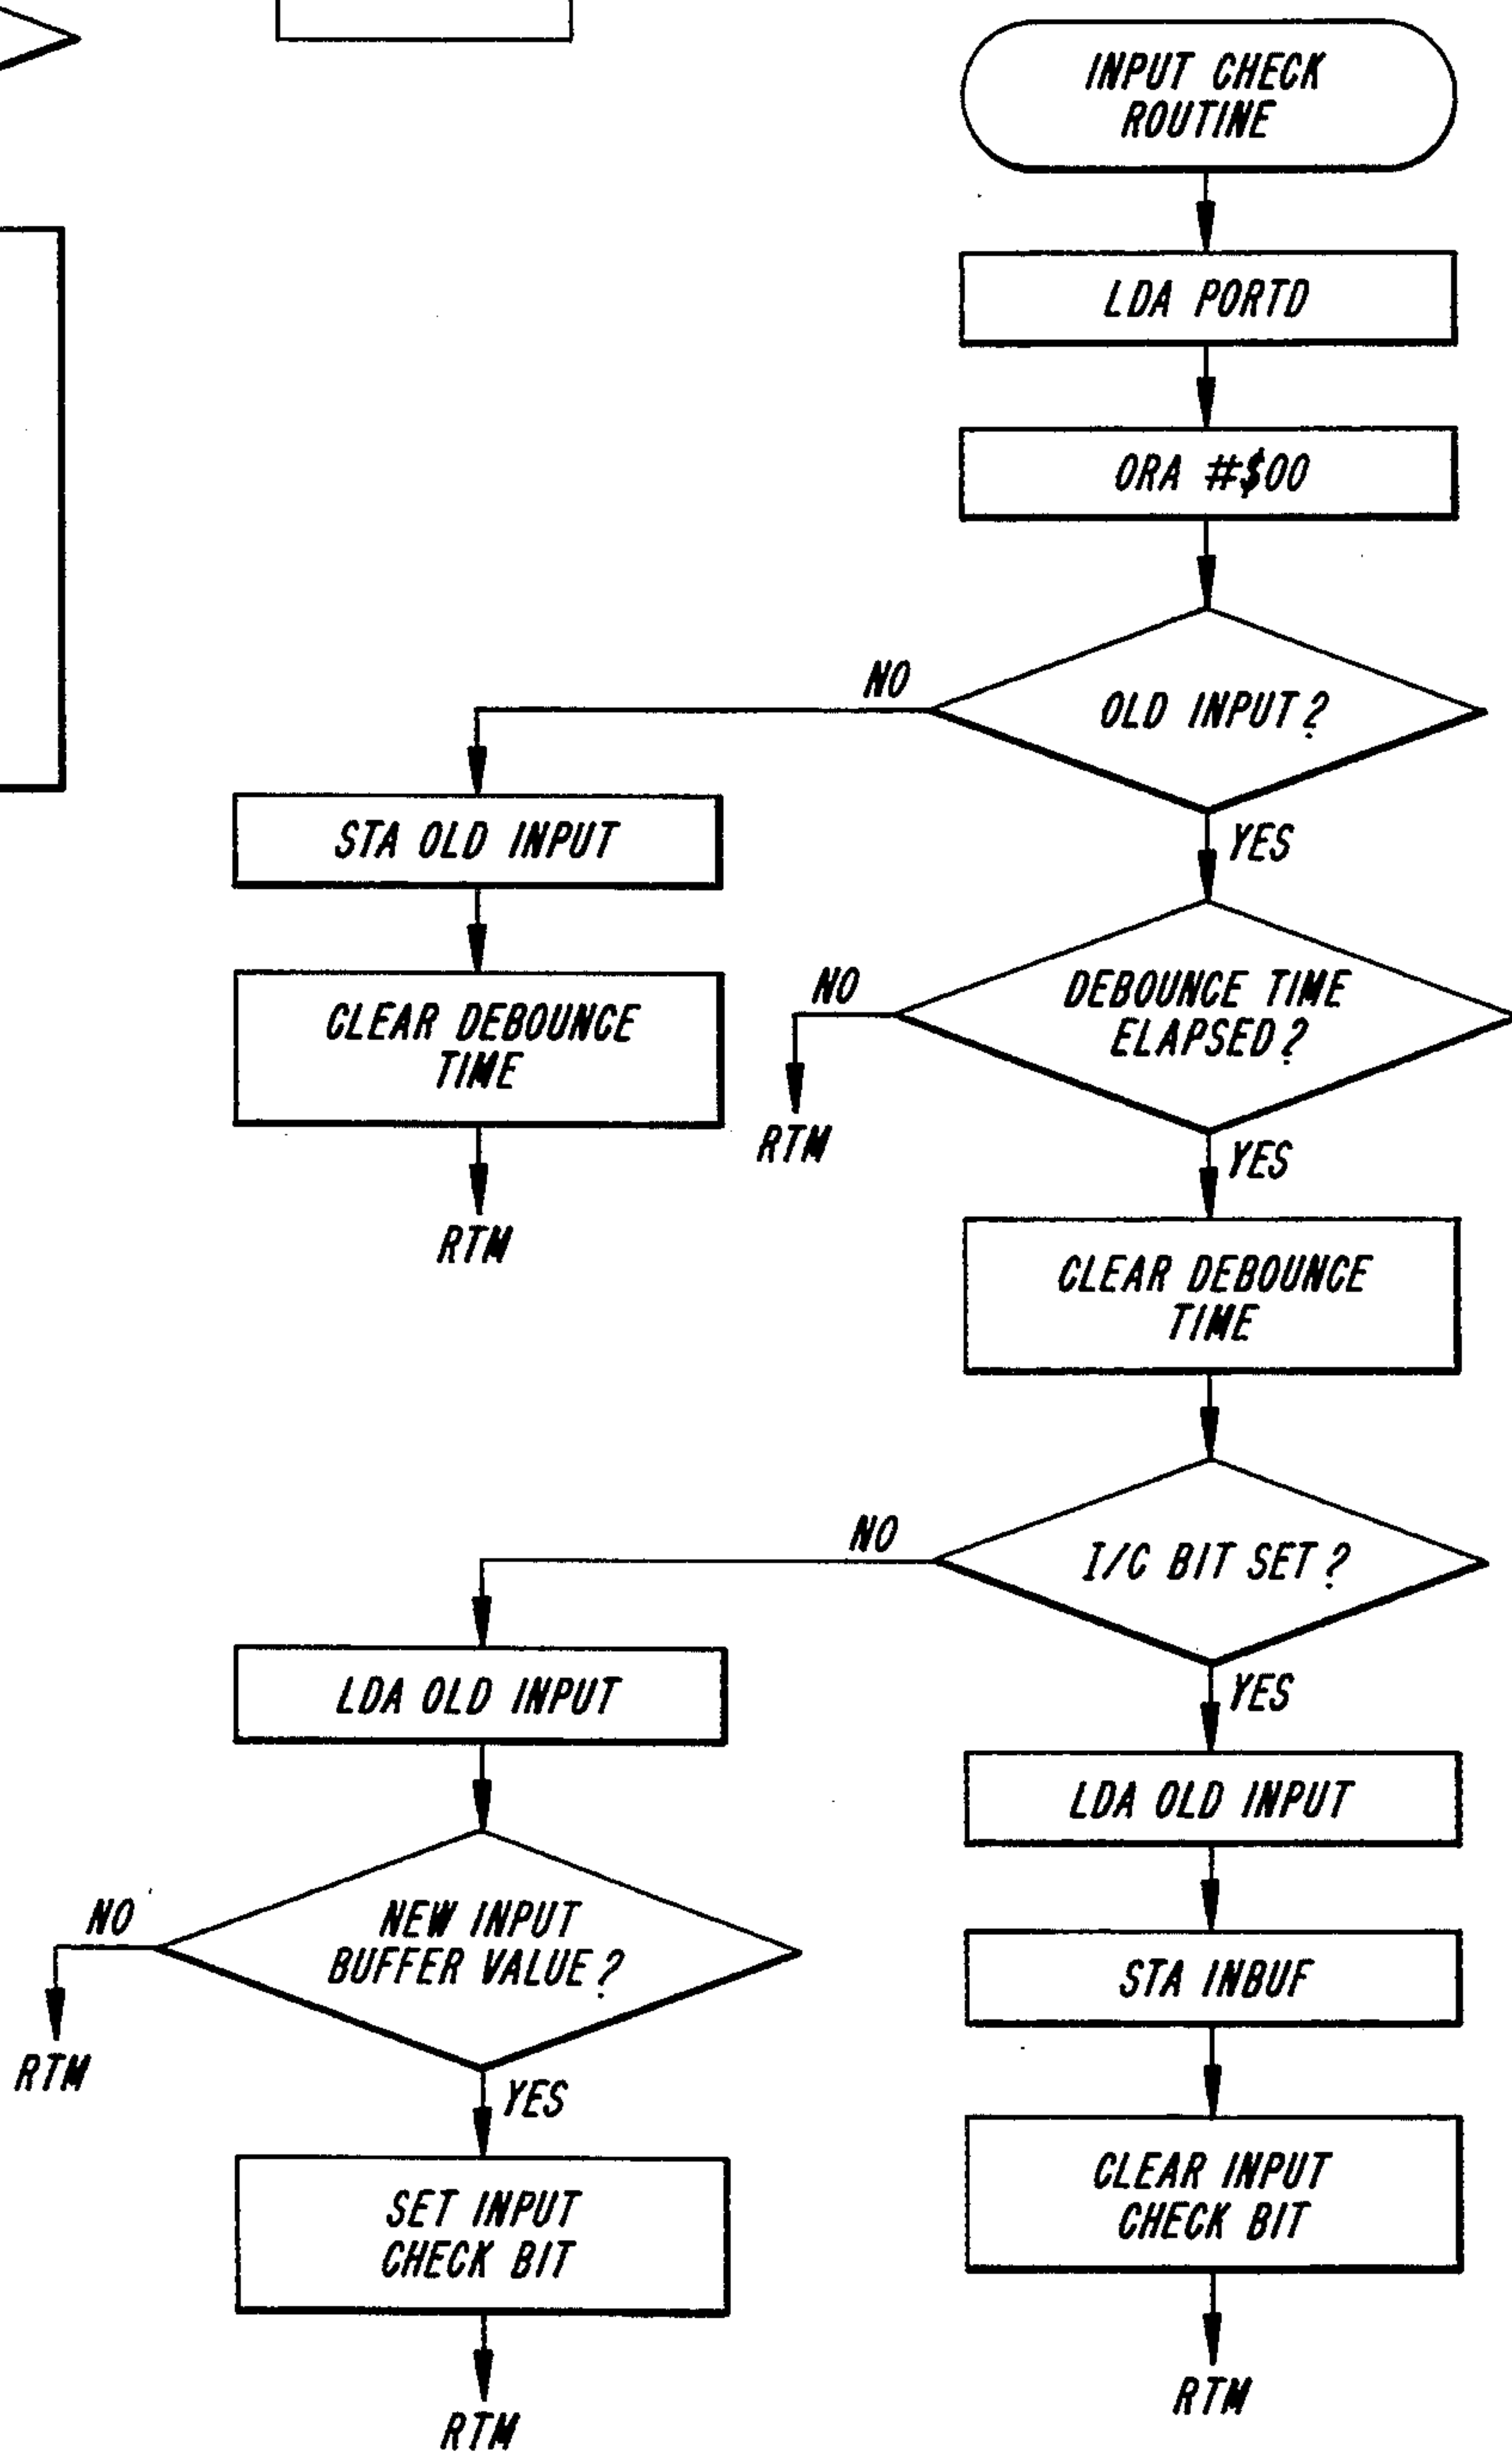 INPUT CHECK
ROUTINE
LDA PORTD
ORA #$00
OLD INPUT?
NO
YES
STA OLD INPUT
CLEAR DEBOUNCE
TIME
RTM
DEBOUNCE TIME
ELAPSED?
NO
RTM
YES
CLEAR DEBOUNCE
TIME
I/C BIT SET?
NO
YES
LDA OLD INPUT
NEW INPUT
BUFFER VALUE?
NO
RTM
YES
SET INPUT
CHECK BIT
RTM
LDA OLD INPUT
STA INBUF
CLEAR INPUT
CHECK BIT
RTM